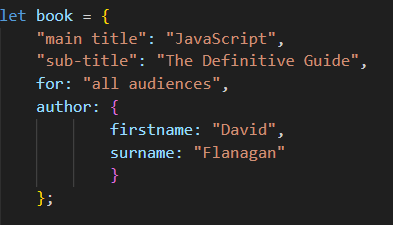 let book = {
    "main title": "JavaScript",
    "sub-title": "The Definitive Guide",
    for: "all audiences",
    author: {
            firstname: "David",
            surname: "Flanagan"
            }
    };